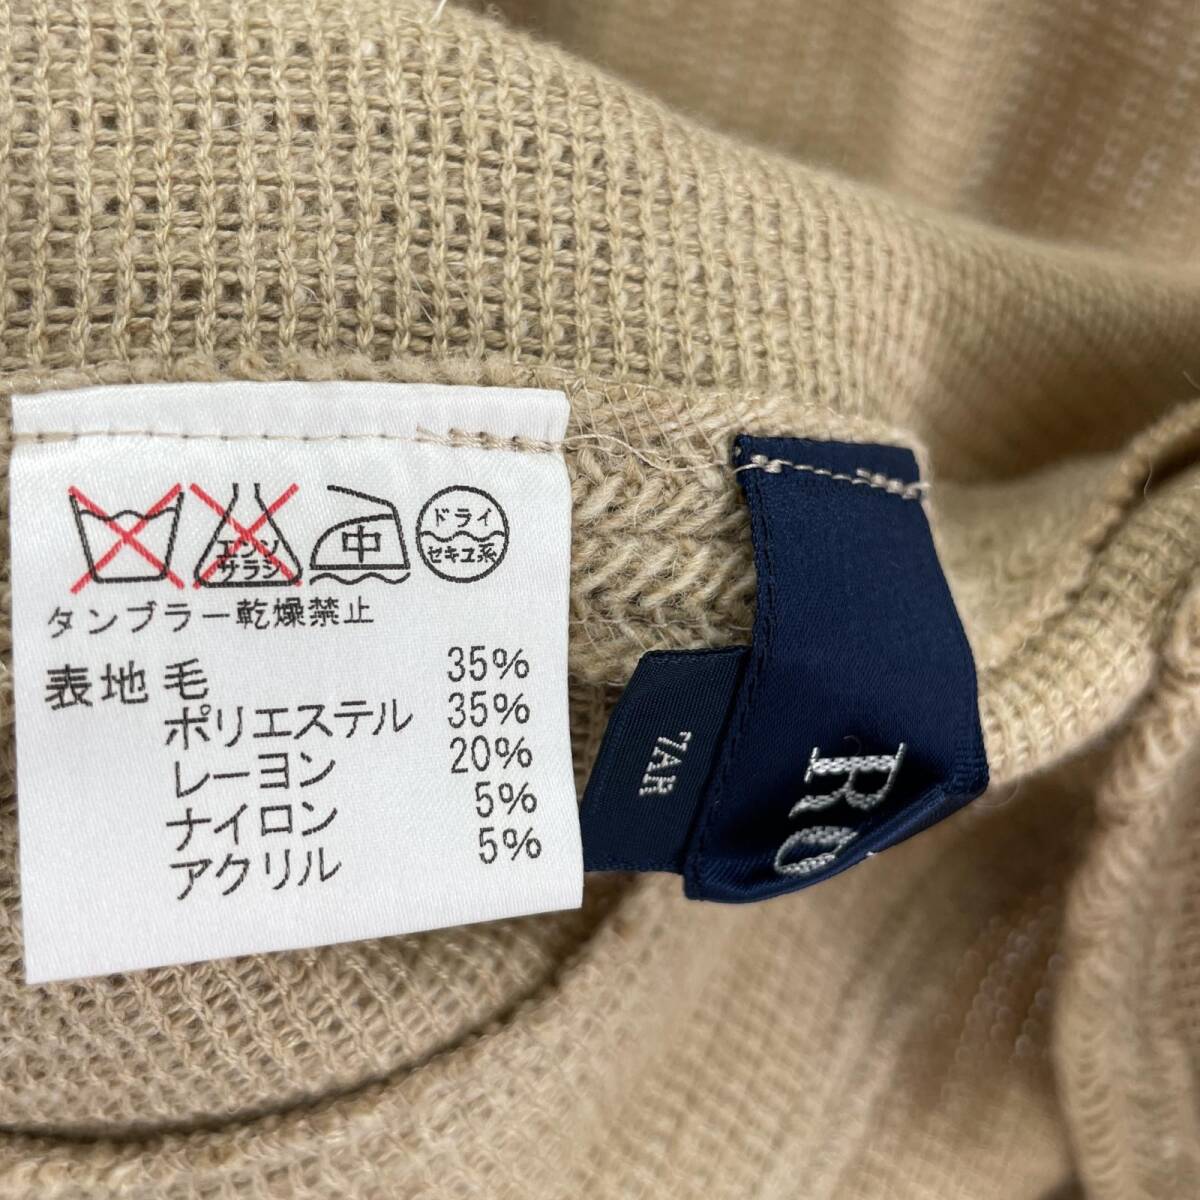 エンソ
サラシ
中
ドライ
セキユ系
タンブラー乾燥禁止
表地 毛 35%
ポリエステル 35%
レーヨン 20%
ナイロン 5%
アクリル 5%
7AR
RO